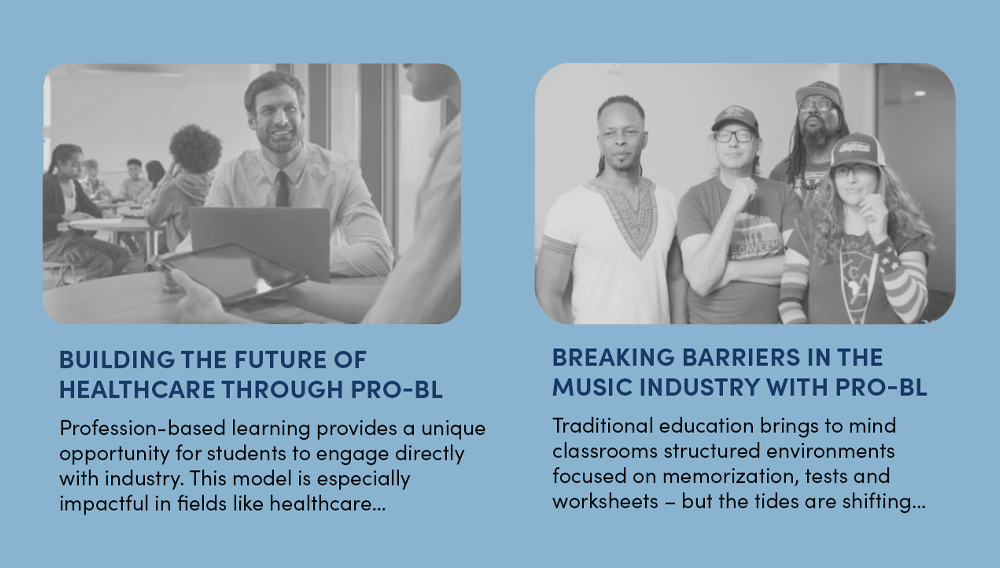 BUILDING THE FUTURE OF
HEALTHCARE THROUGH PRO-BL
Profession-based learning provides a unique
opportunity for students to engage directly
with industry. This model is especially
impactful in fields like healthcare...
BREAKING BARRIERS IN THE
MUSIC INDUSTRY WITH PRO-BL
Traditional education brings to mind
classrooms structured environments
focused on memorization, tests and
worksheets – but the tides are shifting...